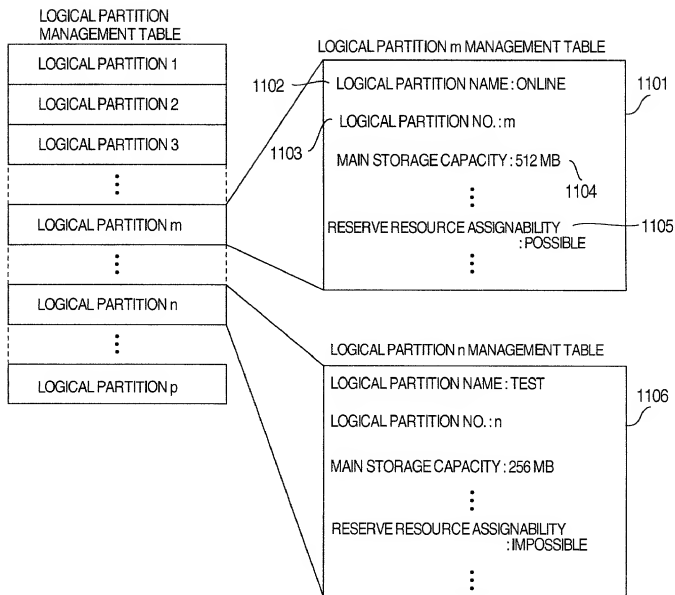 LOGICAL PARTITION
MANAGEMENT TABLE
LOGICAL PARTITION 1
LOGICAL PARTITION 2
LOGICAL PARTITION 3
LOGICAL PARTITION m
LOGICAL PARTITION n
LOGICAL PARTITION p
LOGICAL PARTITION m MANAGEMENT TABLE
1101
1102
LOGICAL PARTITION NAME : ONLINE
1103
LOGICAL PARTITION NO. : m
MAIN STORAGE CAPACITY : 512 MB
1104
RESERVE RESOURCE ASSIGNABILITY
: POSSIBLE
1105
LOGICAL PARTITION n MANAGEMENT TABLE
1106
LOGICAL PARTITION NAME : TEST
LOGICAL PARTITION NO. : n
MAIN STORAGE CAPACITY : 256 MB
RESERVE RESOURCE ASSIGNABILITY
: IMPOSSIBLE